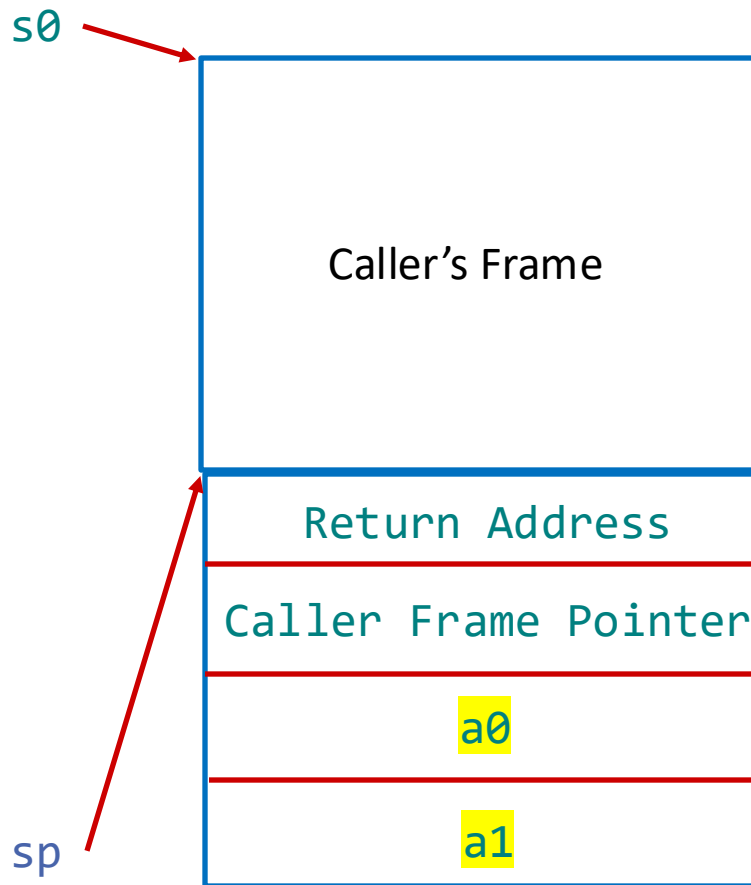 s0
Caller’s Frame
Return Address
Caller Frame Pointer
a0
a1
sp